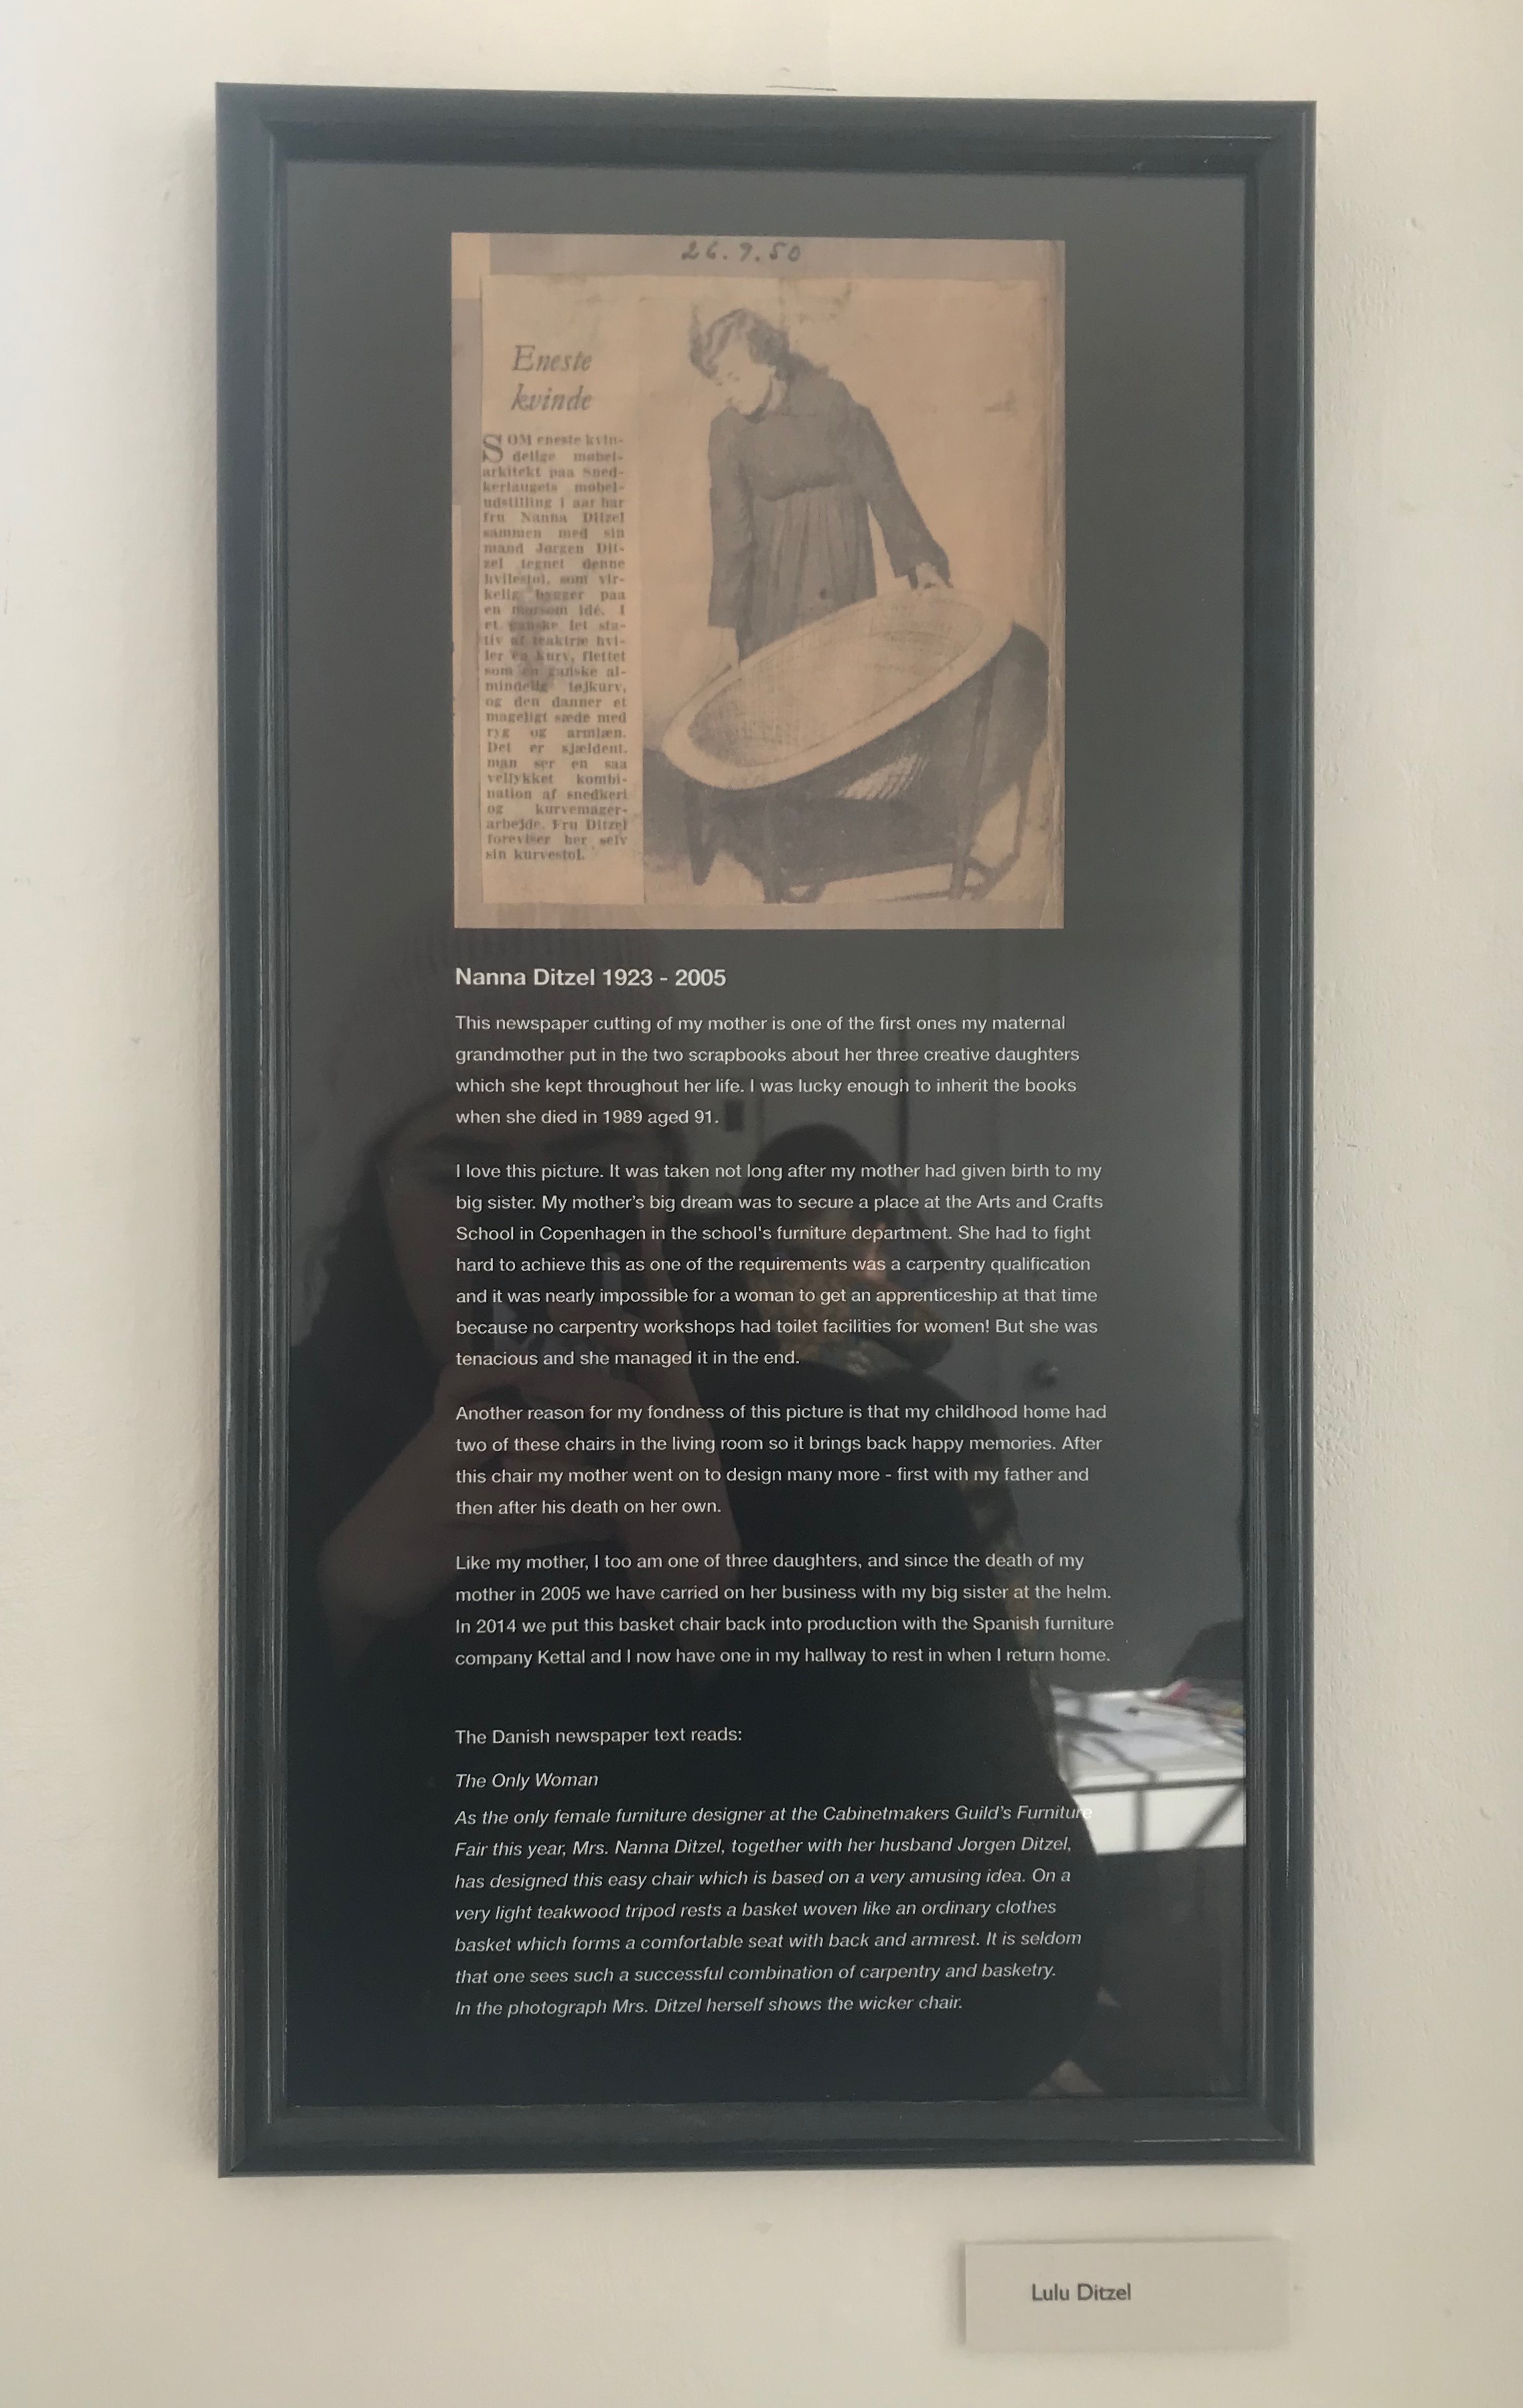 26.9.50
Eneste
kvinde
SOM eneste kvin-
delige møbel-
arkitekt paa Sned-
kerlaugets møbel-
udstilling i aar har
fru Nanna Ditzel
sammen med sin
mand Jørgen Dit-
zel tegnet denne
hvilestol, som vir-
kelig bygger paa
en morsom idé. I
et ganske let sta-
tiv af teaktræ hvi-
ler en kurv, flettet
som en ganske al-
mindelig tøjkurv,
og den danner et
mageligt sæde med
ryg og armlæn.
Det er sjældent,
man ser en saa
vellykket kombi-
nation af snedkeri
og kurvemager-
arbejde. Fru Ditzel
foreviser her selv
sin kurvestol.
Nanna Ditzel 1923 - 2005
This newspaper cutting of my mother is one of the first ones my maternal
grandmother put in the two scrapbooks about her three creative daughters
which she kept throughout her life. I was lucky enough to inherit the books
when she died in 1989 aged 91.
I love this picture. It was taken not long after my mother had given birth to my
big sister. My mother's big dream was to secure a place at the Arts and Crafts
School in Copenhagen in the school's furniture department. She had to fight
hard to achieve this as one of the requirements was a carpentry qualification
and it was nearly impossible for a woman to get an apprenticeship at that time
because no carpentry workshops had toilet facilities for women! But she was
tenacious and she managed it in the end.
Another reason for my fondness of this picture is that my childhood home had
two of these chairs in the living room so it brings back happy memories. After
this chair my mother went on to design many more - first with my father and
then after his death on her own.
Like my mother, I too am one of three daughters, and since the death of my
mother in 2005 we have carried on her business with my big sister at the helm.
In 2014 we put this basket chair back into production with the Spanish furniture
company Kettal and I now have one in my hallway to rest in when I return home.
The Danish newspaper text reads:
The Only Woman
As the only female furniture designer at the Cabinetmakers Guild's Furniture
Fair this year, Mrs. Nanna Ditzel, together with her husband Jorgen Ditzel,
has designed this easy chair which is based on a very amusing idea. On a
very light teakwood tripod rests a basket woven like an ordinary clothes
basket which forms a comfortable seat with back and armrest. It is seldom
that one sees such a successful combination of carpentry and basketry.
In the photograph Mrs. Ditzel herself shows the wicker chair.
Lulu Ditzel